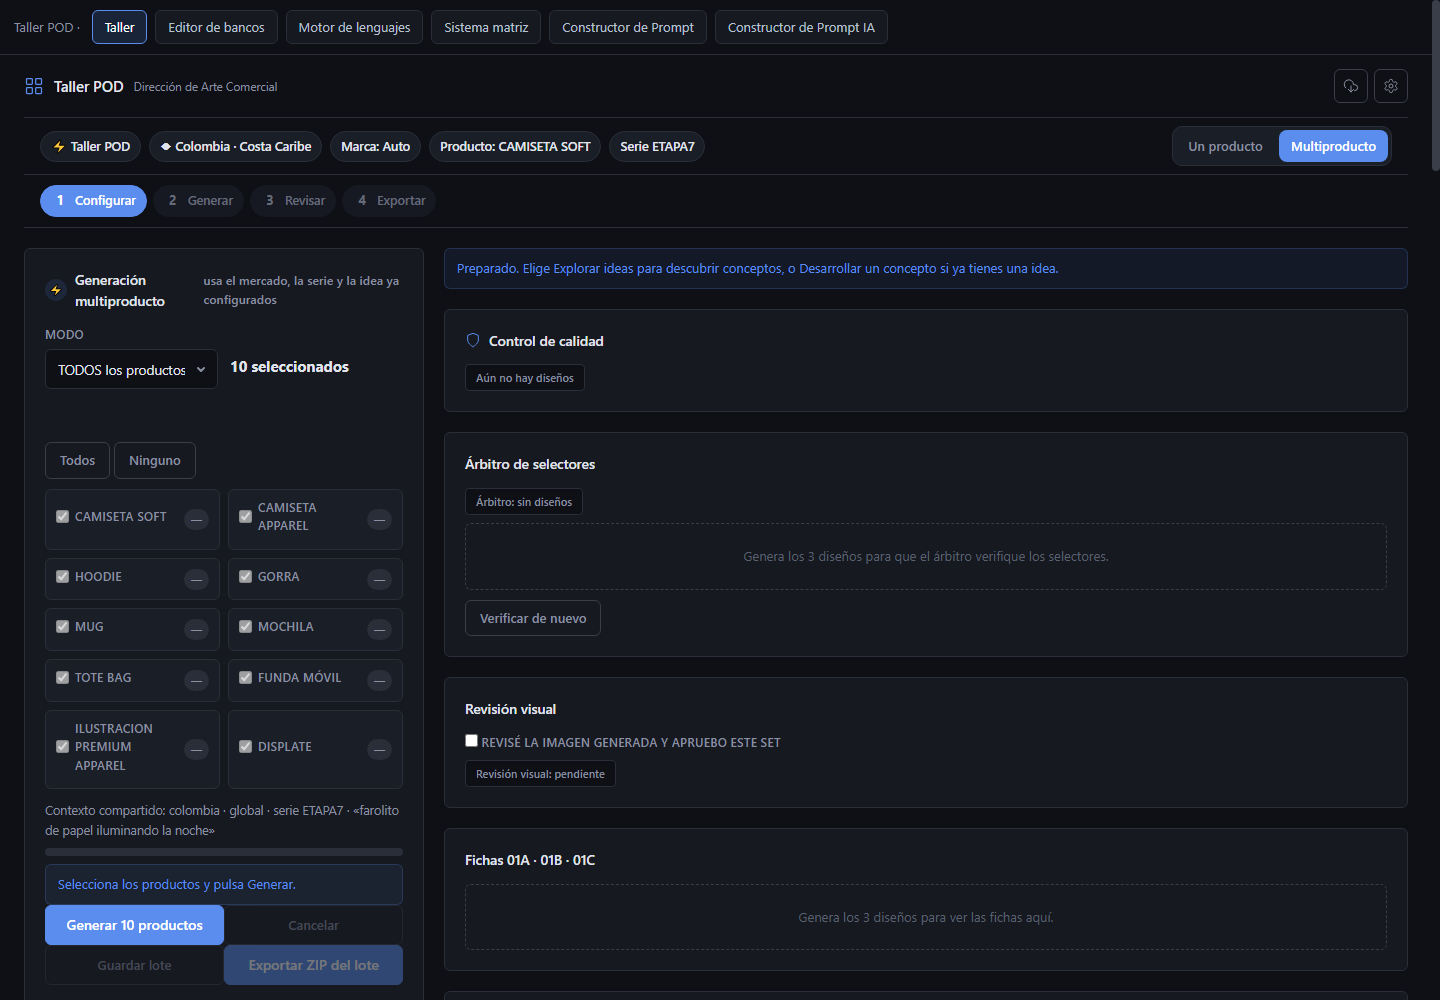 Taller POD ·
Taller
Editor de bancos
Motor de lenguajes
Sistema matriz
Constructor de Prompt
Constructor de Prompt IA
Taller POD
Dirección de Arte Comercial
Taller POD
Colombia · Costa Caribe
Marca: Auto
Producto: CAMISETA SOFT
Serie ETAPA7
Un producto
Multiproducto
1 Configurar
2 Generar
3 Revisar
4 Exportar
Generación
multiproducto
usa el mercado, la serie y la idea ya
configurados
MODO
TODOS los productos
10 seleccionados
Todos
Ninguno
CAMISETA SOFT
—
CAMISETA
APPAREL
—
HOODIE
—
GORRA
—
MUG
—
MOCHILA
—
TOTE BAG
—
FUNDA MÓVIL
—
ILUSTRACION
PREMIUM
APPAREL
—
DISPLATE
—
Contexto compartido: colombia · global · serie ETAPA7 · «farolito
de papel iluminando la noche»
Selecciona los productos y pulsa Generar.
Generar 10 productos
Cancelar
Guardar lote
Exportar ZIP del lote
Preparado. Elige Explorar ideas para descubrir conceptos, o Desarrollar un concepto si ya tienes una idea.
Control de calidad
Aún no hay diseños
Árbitro de selectores
Árbitro: sin diseños
Genera los 3 diseños para que el árbitro verifique los selectores.
Verificar de nuevo
Revisión visual
REVISÉ LA IMAGEN GENERADA Y APRUEBO ESTE SET
Revisión visual: pendiente
Fichas 01A · 01B · 01C
Genera los 3 diseños para ver las fichas aquí.